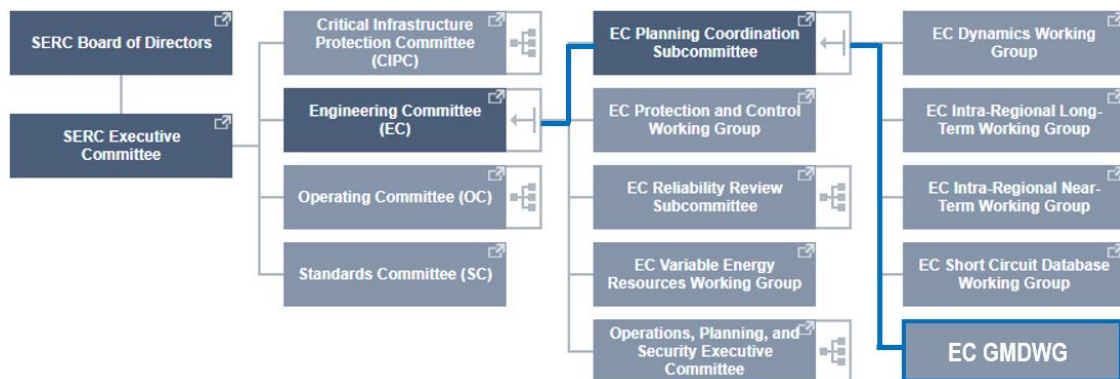 SERC Board of Directors
SERC Executive
Committee
Critical Infrastructure
Protection Committee
(CIPC)
Engineering Committee
(EC)
Operating Committee (OC)
Standards Committee (SC)
EC Planning Coordination
Subcommittee
EC Protection and Control
Working Group
EC Reliability Review
Subcommittee
EC Variable Energy
Resources Working Group
Operations, Planning, and
Security Executive
Committee
EC Dynamics Working
Group
EC Intra-Regional Long-
Term Working Group
EC Intra-Regional Near-
Term Working Group
EC Short Circuit Database
Working Group
EC GMDWG